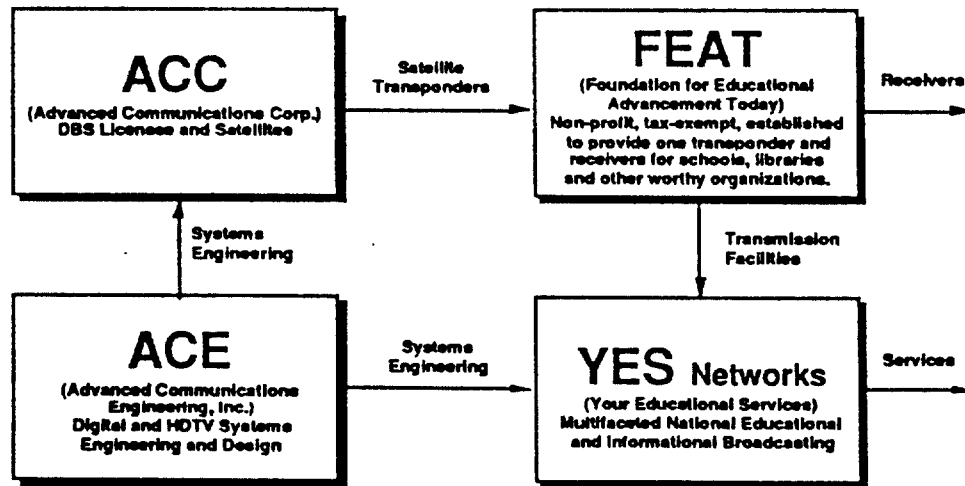 ACC
(Advanced Communications Corp.)
DBS Licenses and Satellites
Satellite
Transponders
FEAT
(Foundation for Educational
Advancement Today)
Non-profit, tax-exempt, established
to provide one transponder and
receivers for schools, libraries
and other worthy organizations.
Receivers
Systems
Engineering
Transmission
Facilities
ACE
(Advanced Communications
Engineering, Inc.)
Digital and HDTV Systems
Engineering and Design
Systems
Engineering
YES Networks
(Your Educational Services)
Multifaceted National Educational
and Informational Broadcasting
Services